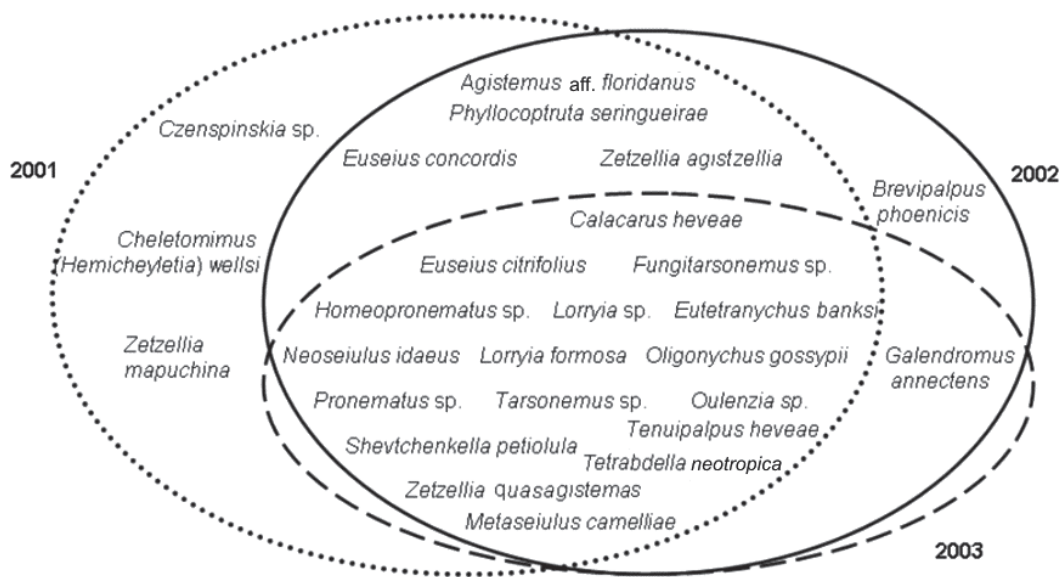 Agistemus aff. floridanus
Phyllocoptruta seringueirae
Czenspinskia sp.
Euseius concordis Zetzellia agistzellia
2001
2002
Brevipalpus
phoenicis
Calacarus heveae
Cheletomimus
(Hemicheyletia) wellsi
Euseius citrifolius Fungitarsonemus sp.
Homeopronematus sp. Lorryia sp. Eutetranychus banksi
Zetzellia
mapuchina
Neoseiulus idaeus Lorryia formosa Oligonychus gossypii
Galendromus
annectens
Pronematus sp. Tarsonemus sp. Oulenzia sp.
Tenuipalpus heveae
Shevtchenkella petiolula
Tetrabdella neotropica
Zetzellia quasagistemas
Metaseiulus camelliae
2003